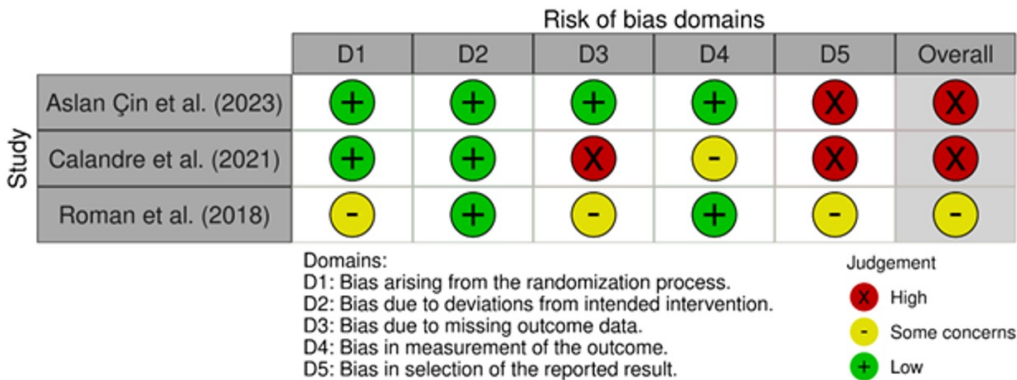 Risk of bias domains
D1 D2 D3 D4 D5 Overall
Study
Aslan Çin et al. (2023) + + + + X X
Calandre et al. (2021) + + X - X X
Roman et al. (2018) - + - + - -
Domains:
D1: Bias arising from the randomization process.
D2: Bias due to deviations from intended intervention.
D3: Bias due to missing outcome data.
D4: Bias in measurement of the outcome.
D5: Bias in selection of the reported result.
Judgement
X High
- Some concerns
+ Low